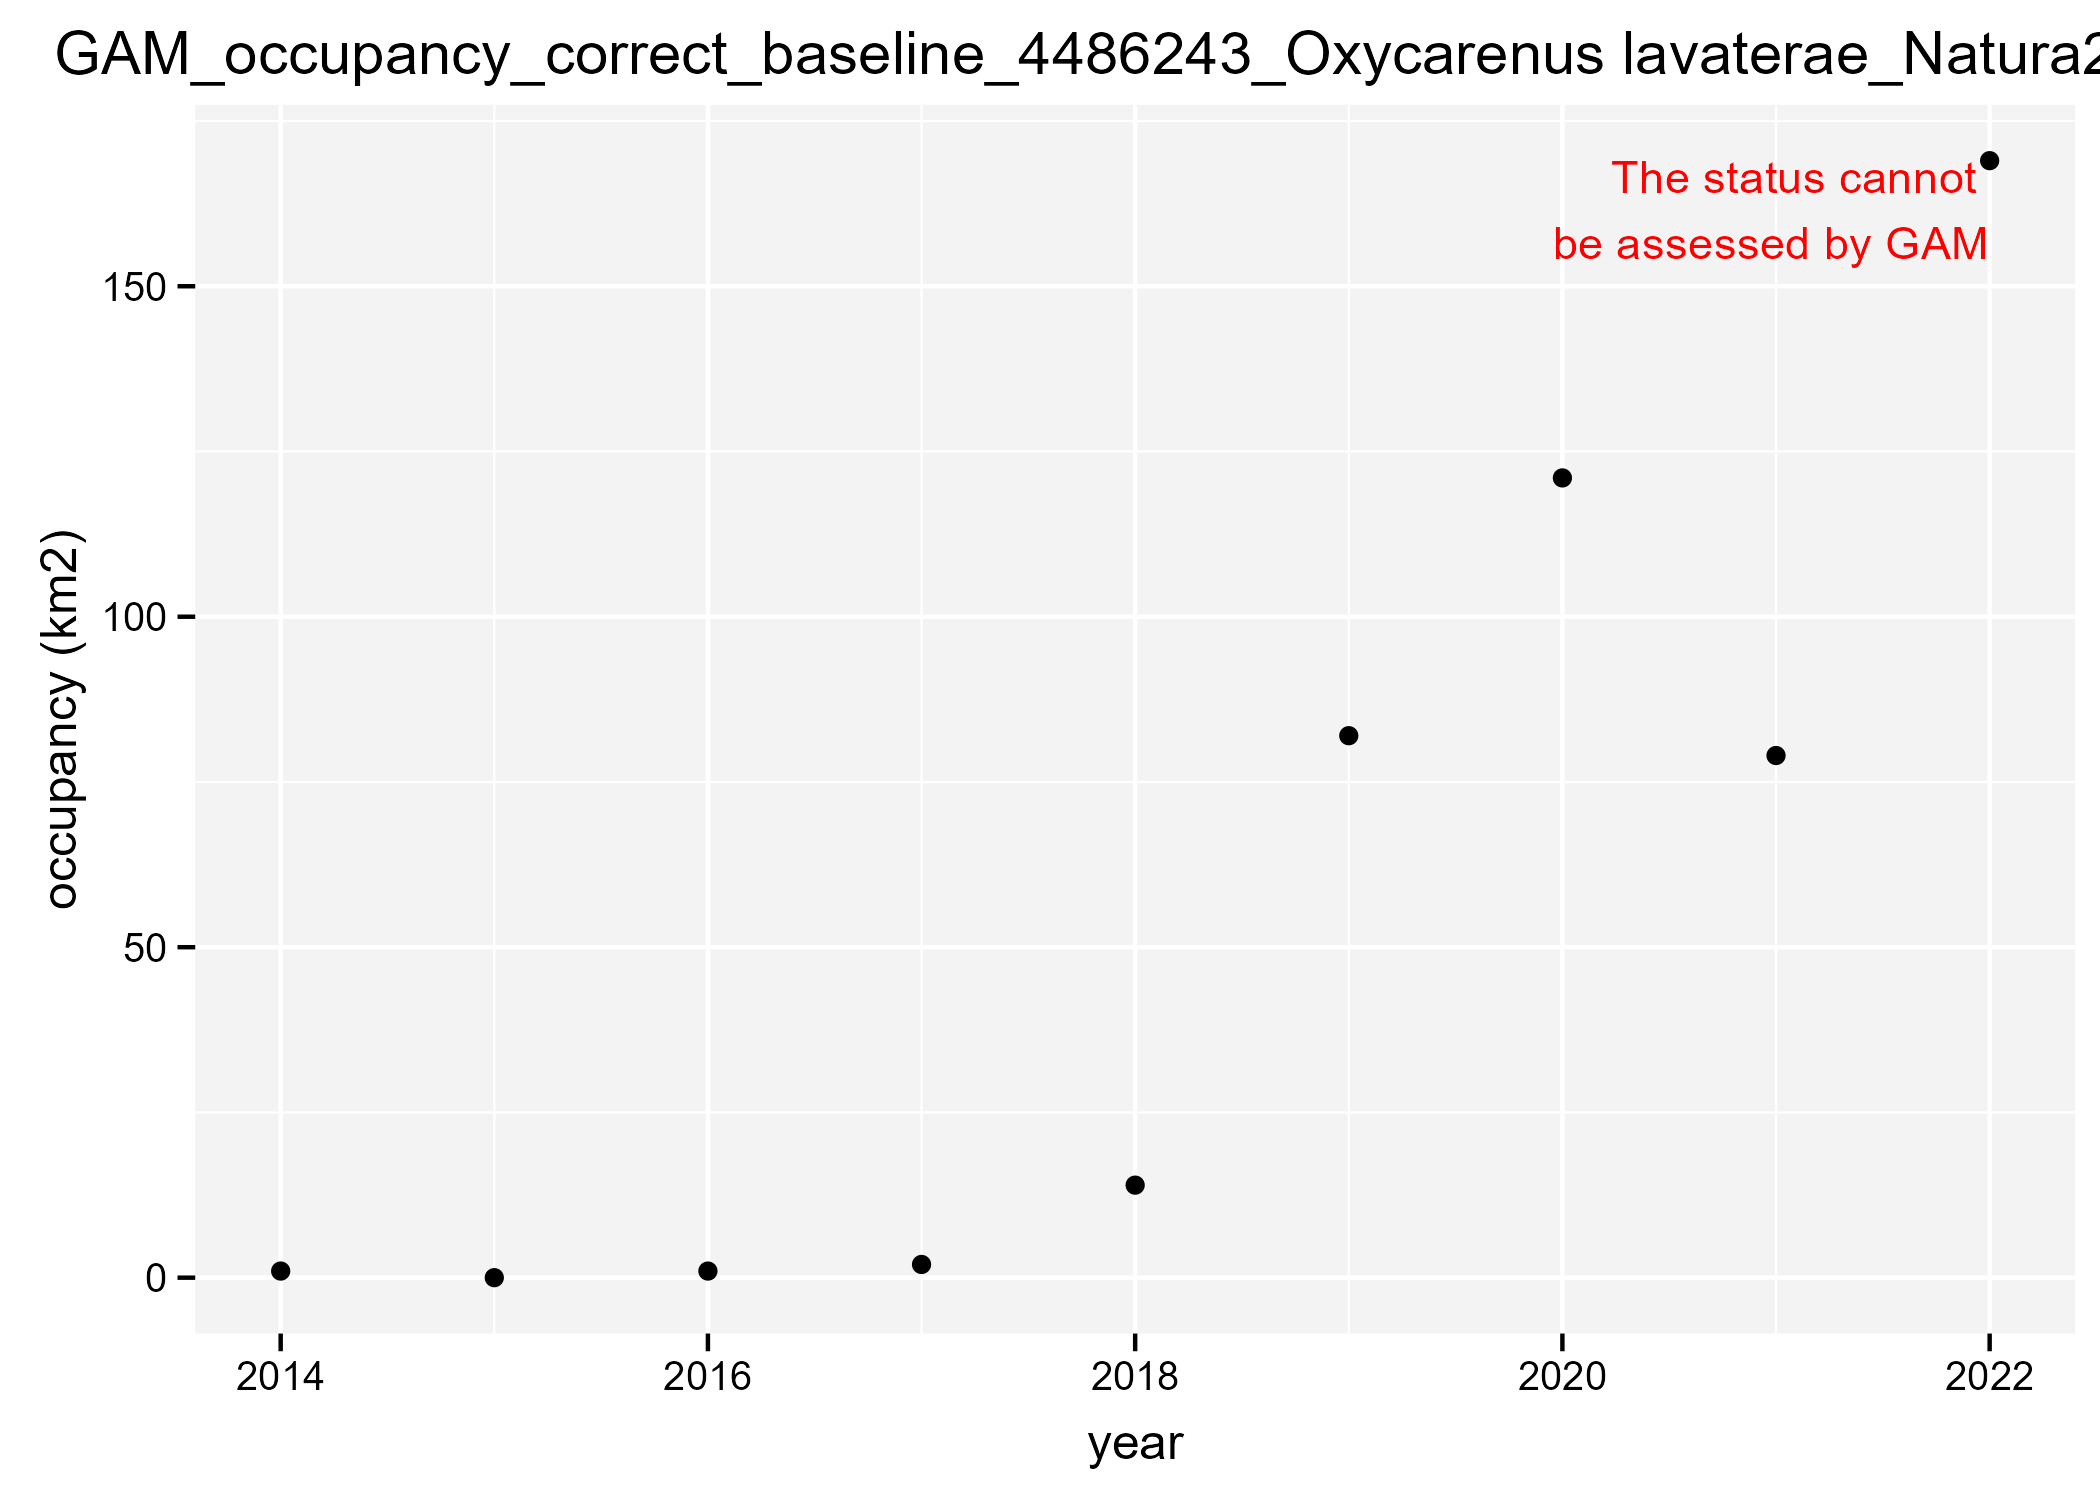 GAM_occupancy_correct_baseline_4486243_Oxycarenus lavaterae_Natura2
The status cannot
be assessed by GAM
150
100
50
0
occupancy (km2)
2014 2016 2018 2020 2022
year